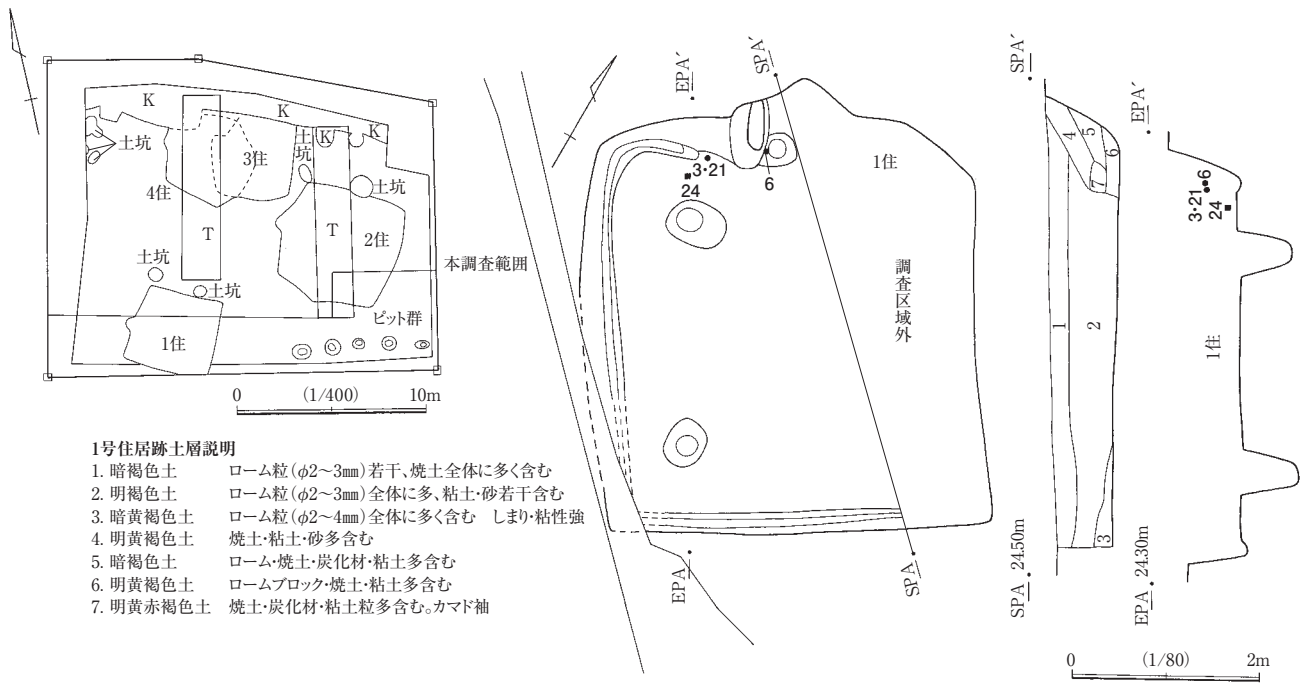 K
K
K
K
土坑
土坑
3住
土坑
4住
T
T
2住
土坑
土坑
本調査範囲
1住
ピット群
0 (1/400) 10m
1号住居跡土層説明
1. 暗褐色土 ローム粒(φ2～3㎜)若干、焼土全体に多く含む
2. 明褐色土 ローム粒(φ2～3㎜)全体に多、粘土・砂若干含む
3. 暗黄褐色土 ローム粒(φ2～4㎜)全体に多く含む しまり・粘性強
4. 明黄褐色土 焼土・粘土・砂多含む
5. 暗褐色土 ローム・焼土・炭化材・粘土多含む
6. 明黄褐色土 ロームブロック・焼土・粘土多含む
7. 明黄赤褐色土 焼土・炭化材・粘土粒多含む。カマド袖
EPA´
SPA´
1住
3・21
24
6
調査区域外
EPA
SPA
SPA´
4
5
6
7
1
2
3
SPA 24.50m
EPA´
6
3・21
24
1住
EPA 24.30m
0 (1/80) 2m